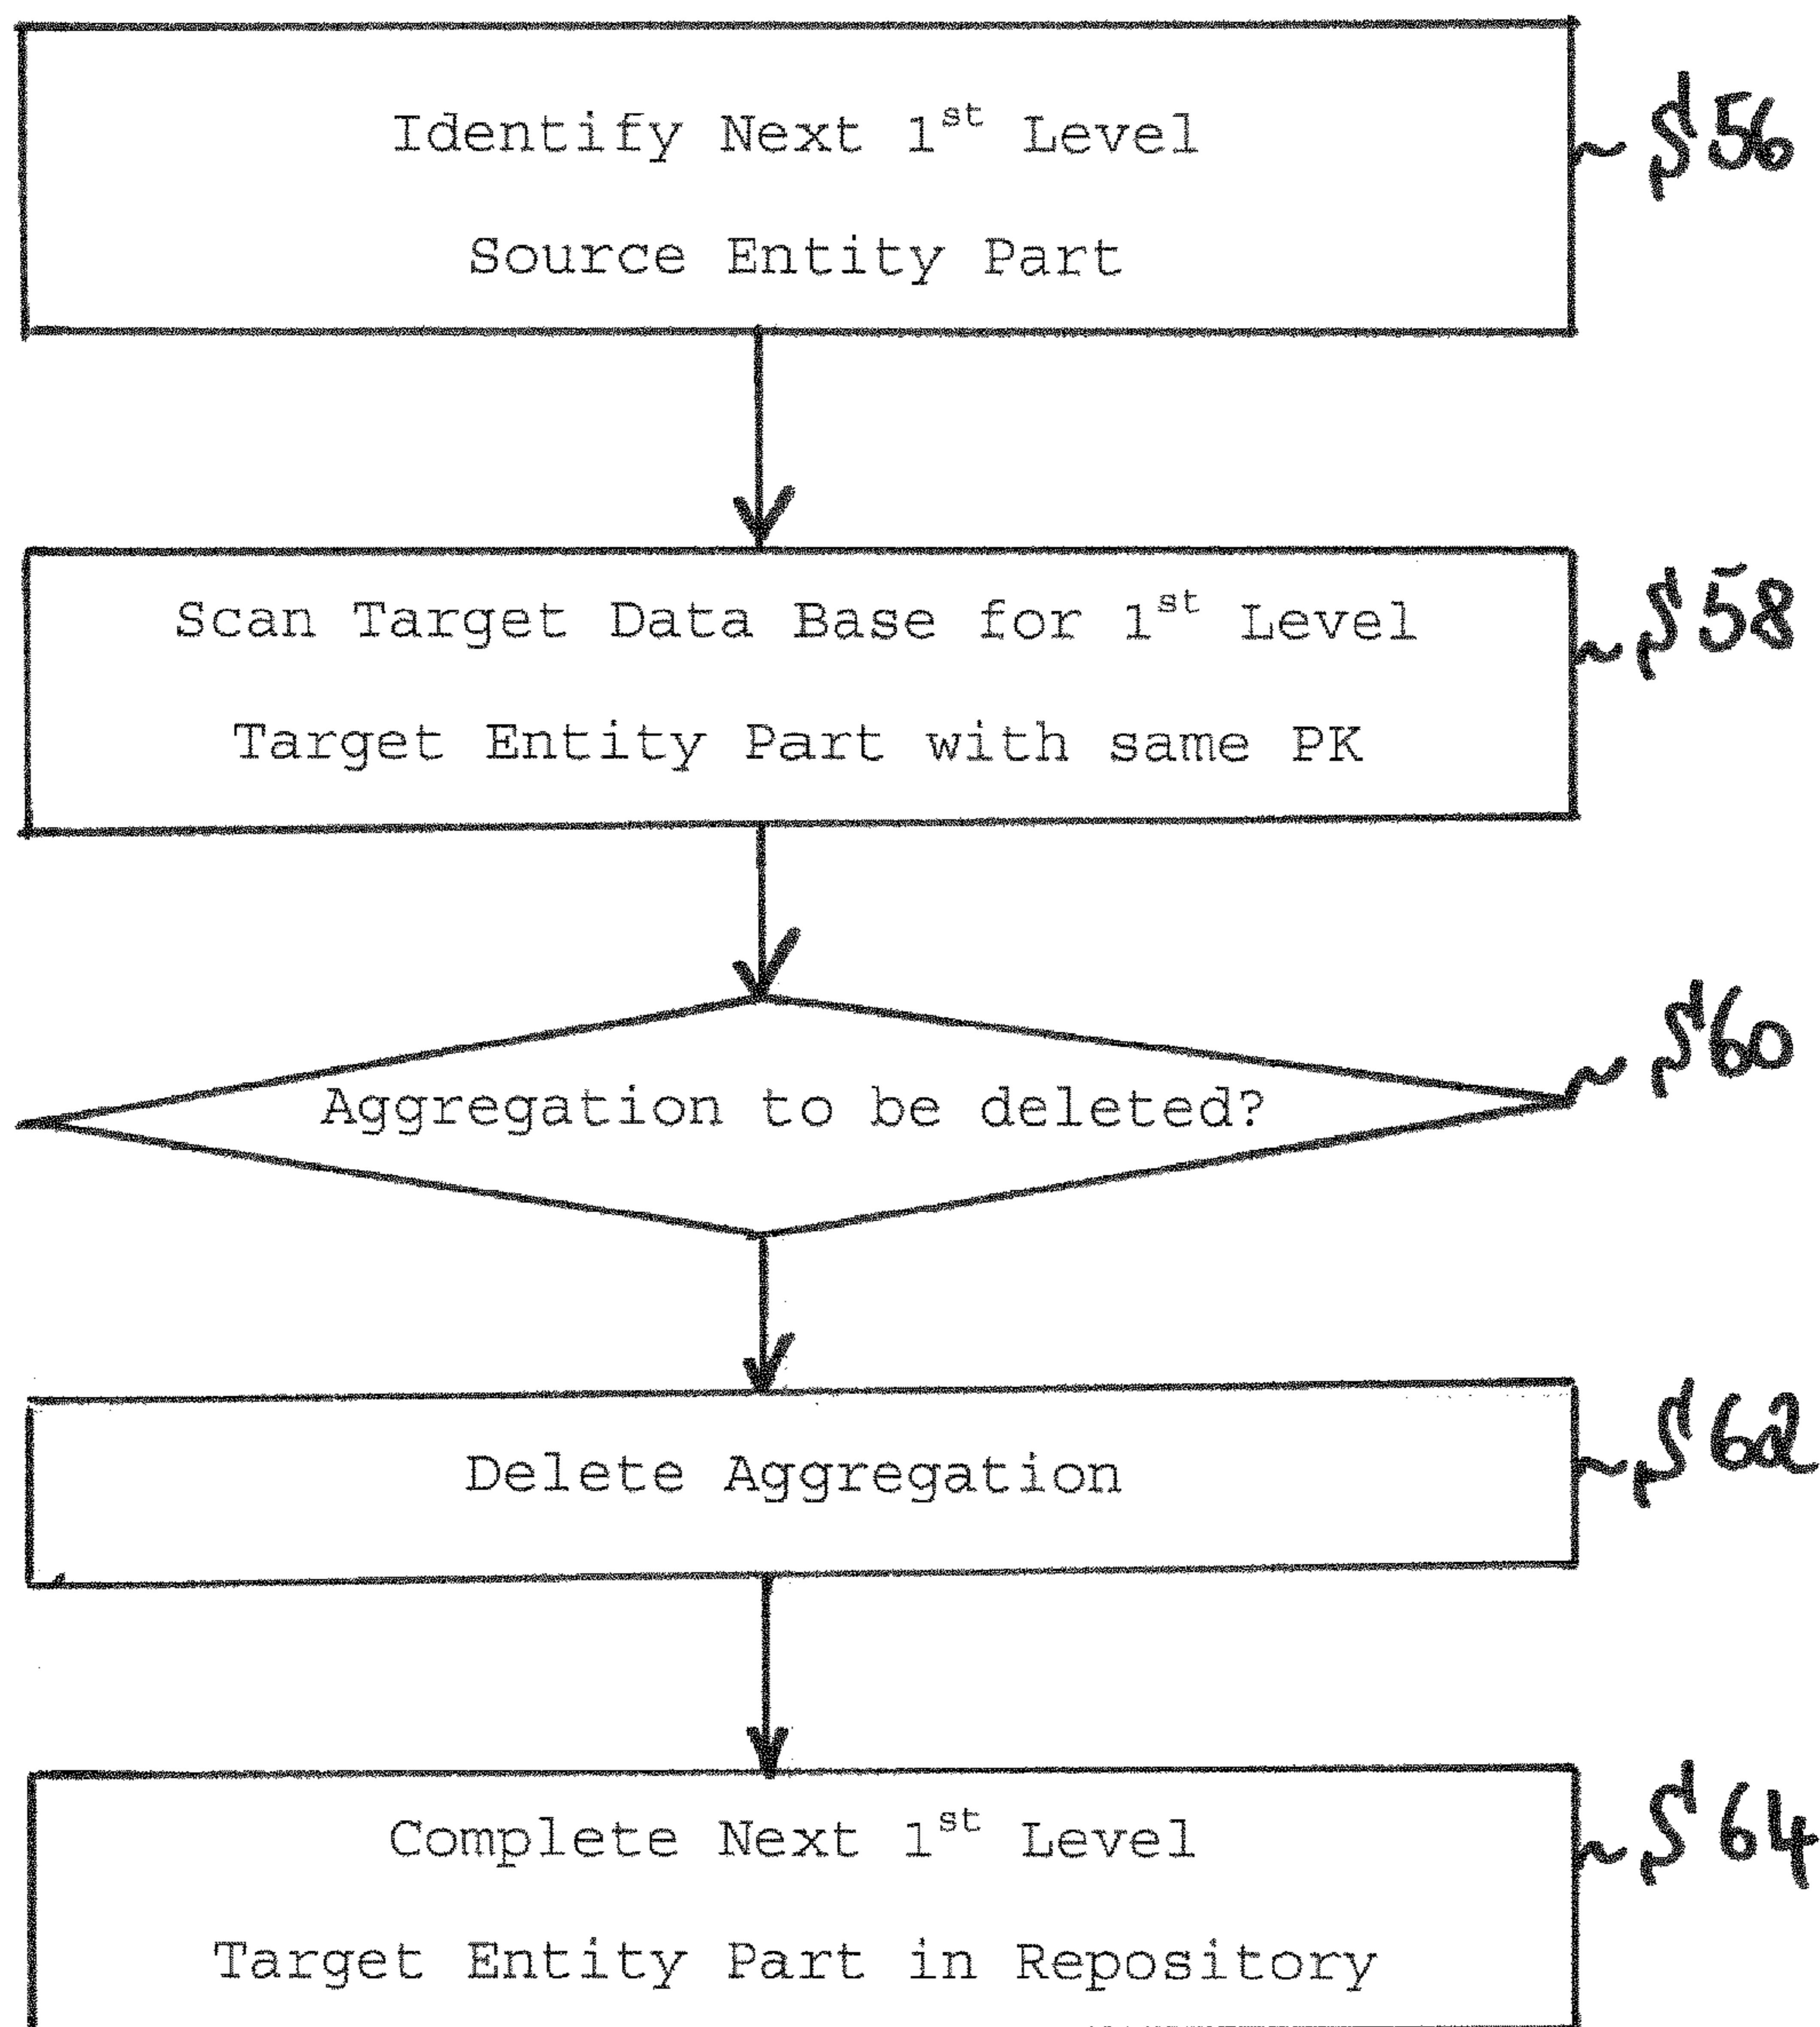 Identify Next 1st Level
Source Entity Part
S56
Scan Target Data Base for 1st Level
Target Entity Part with same PK
S58
Aggregation to be deleted?
S60
Delete Aggregation
S62
Complete Next 1st Level
Target Entity Part in Repository
S64